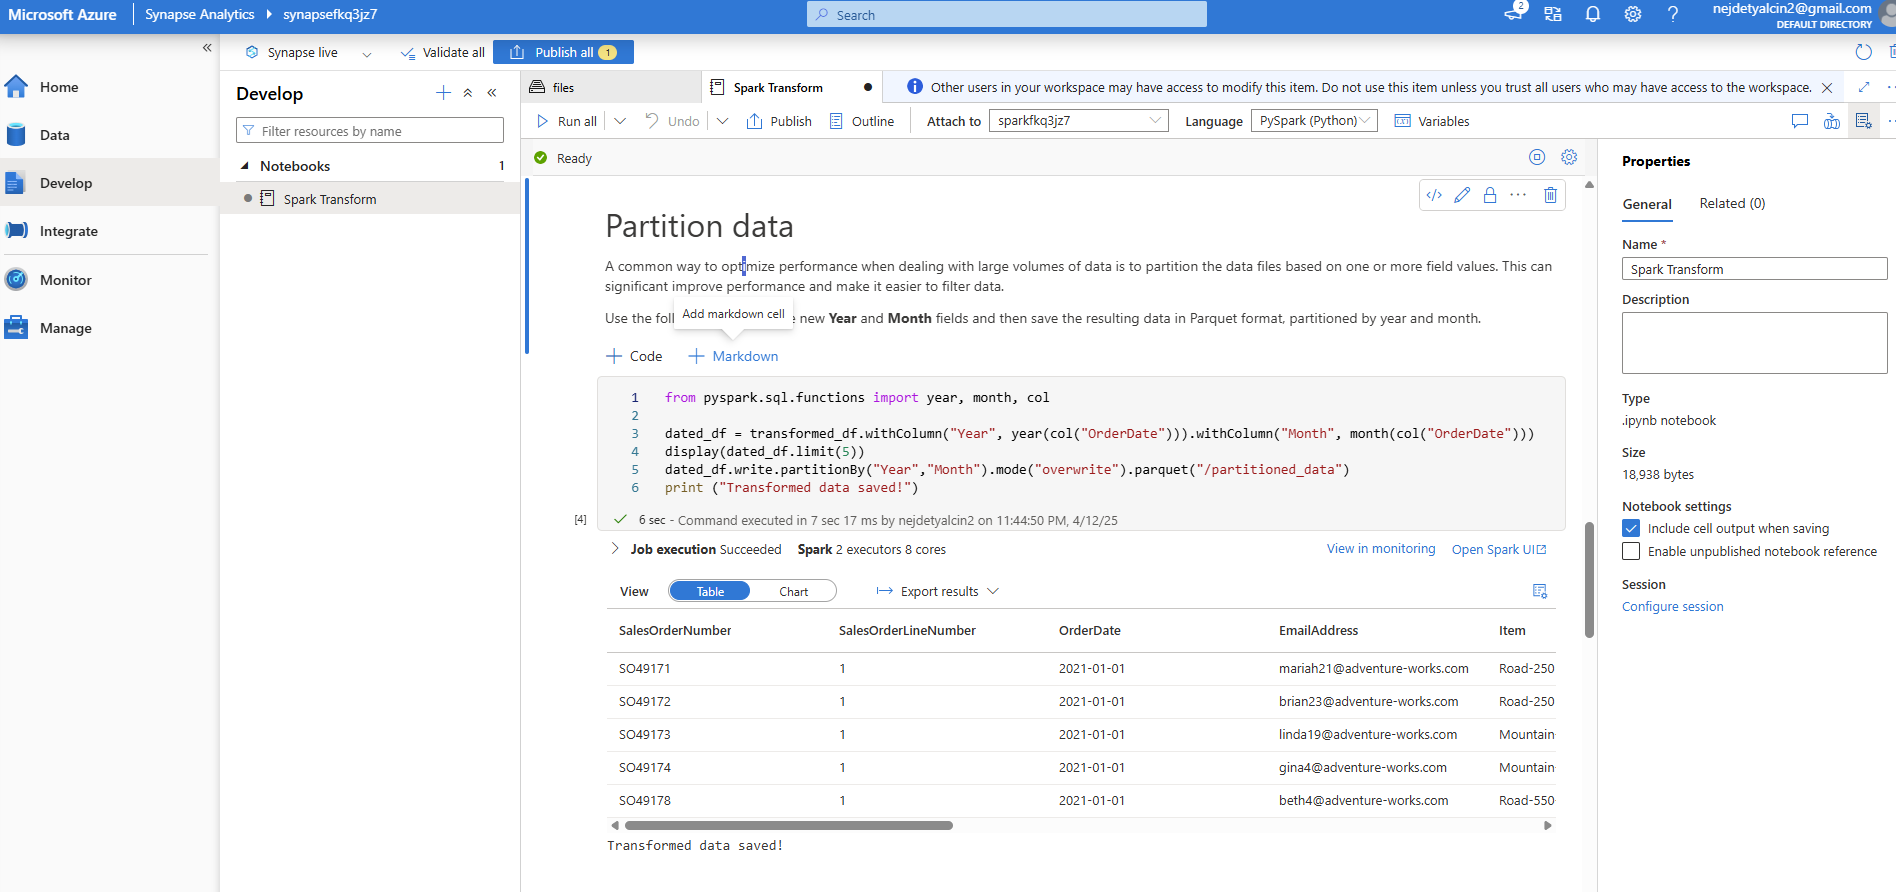 Microsoft Azure Synapse Analytics synapsefkq3jz7 Search 2 nejdetyalcin2@gmail.com
DEFAULT DIRECTORY
Synapse live Validate all Publish all 1
Home
Data
Develop
Integrate
Monitor
Manage
Develop
Filter resources by name
Notebooks 1
Spark Transform
files Spark Transform Other users in your workspace may have access to modify this item. Do not use this item unless you trust all users who may have access to the workspace.
Run all Undo Publish Outline Attach to sparkfkq3jz7 Language PySpark (Python) Variables
Ready
Partition data
A common way to optimize performance when dealing with large volumes of data is to partition the data files based on one or more field values. This can
significant improve performance and make it easier to filter data.
Use the fol Add markdown cell new Year and Month fields and then save the resulting data in Parquet format, partitioned by year and month.
Code Markdown
1 from pyspark.sql.functions import year, month, col
2
3 dated_df = transformed_df.withColumn("Year", year(col("OrderDate"))).withColumn("Month", month(col("OrderDate")))
4 display(dated_df.limit(5))
5 dated_df.write.partitionBy("Year","Month").mode("overwrite").parquet("/partitioned_data")
6 print ("Transformed data saved!")
[4] 6 sec - Command executed in 7 sec 17 ms by nejdetyalcin2 on 11:44:50 PM, 4/12/25
Job execution Succeeded Spark 2 executors 8 cores View in monitoring Open Spark UI
View Table Chart Export results
SalesOrderNumber SalesOrderLineNumber OrderDate EmailAddress Item
SO49171 1 2021-01-01 mariah21@adventure-works.com Road-250
SO49172 1 2021-01-01 brian23@adventure-works.com Road-250
SO49173 1 2021-01-01 linda19@adventure-works.com Mountain-
SO49174 1 2021-01-01 gina4@adventure-works.com Mountain-
SO49178 1 2021-01-01 beth4@adventure-works.com Road-550-
Transformed data saved!
Properties
General Related (0)
Name *
Spark Transform
Description
Type
.ipynb notebook
Size
18,938 bytes
Notebook settings
Include cell output when saving
Enable unpublished notebook reference
Session
Configure session